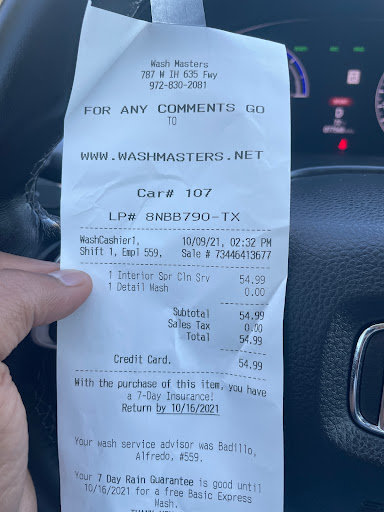 Wash Masters
787 W IH 635 Fwy
972-830-2081
FOR ANY COMMENTS GO
TO
WWW.WASHMASTERS.NET
Car# 107
LP# 8NBB790-TX
WashCashier1, 10/09/21, 02:32 PM
Shift 1, Empl 559, Sale # 73446413677
1 Interior Spr Cln Srv 54.99
1 Detail Wash 0.00
Subtotal 54.99
Sales Tax 0.00
Total 54.99
Credit Card. 54.99
With the purchase of this item, you have
a 7-Day Insurance!
Return by 10/16/2021
Your wash service advisor was Badillo,
Alfredo, #559.
Your 7 Day Rain Guarantee is good until
10/16/2021 for a free Basic Express
Wash.